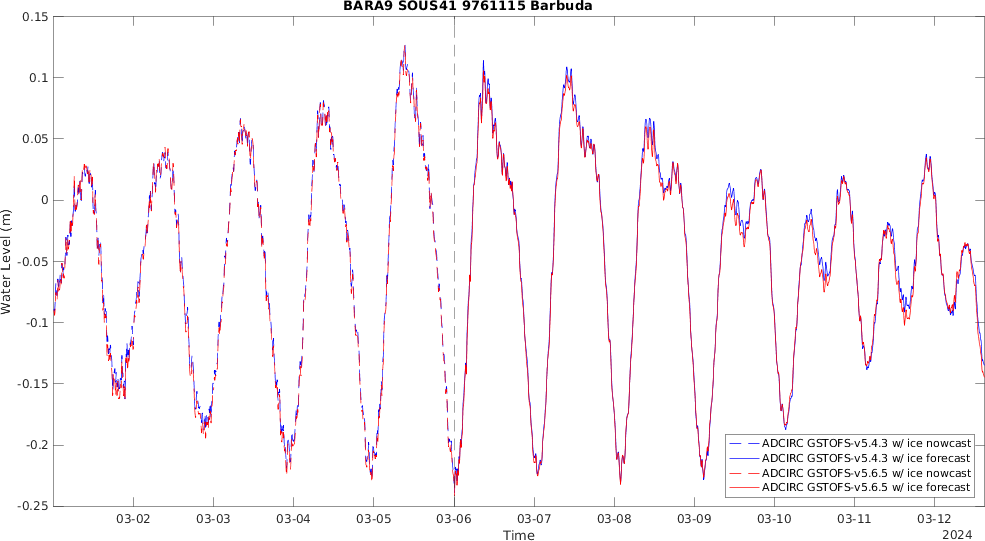 BARA9 SOUS41 9761115 Barbuda
0.15
0.1
0.05
0
-0.05
-0.1
-0.15
-0.2
-0.25
Water Level (m)
03-02 03-03 03-04 03-05 03-06 03-07 03-08 03-09 03-10 03-11 03-12
Time
2024
ADCIRC GSTOFS-v5.4.3 w/ ice nowcast
ADCIRC GSTOFS-v5.4.3 w/ ice forecast
ADCIRC GSTOFS-v5.6.5 w/ ice nowcast
ADCIRC GSTOFS-v5.6.5 w/ ice forecast